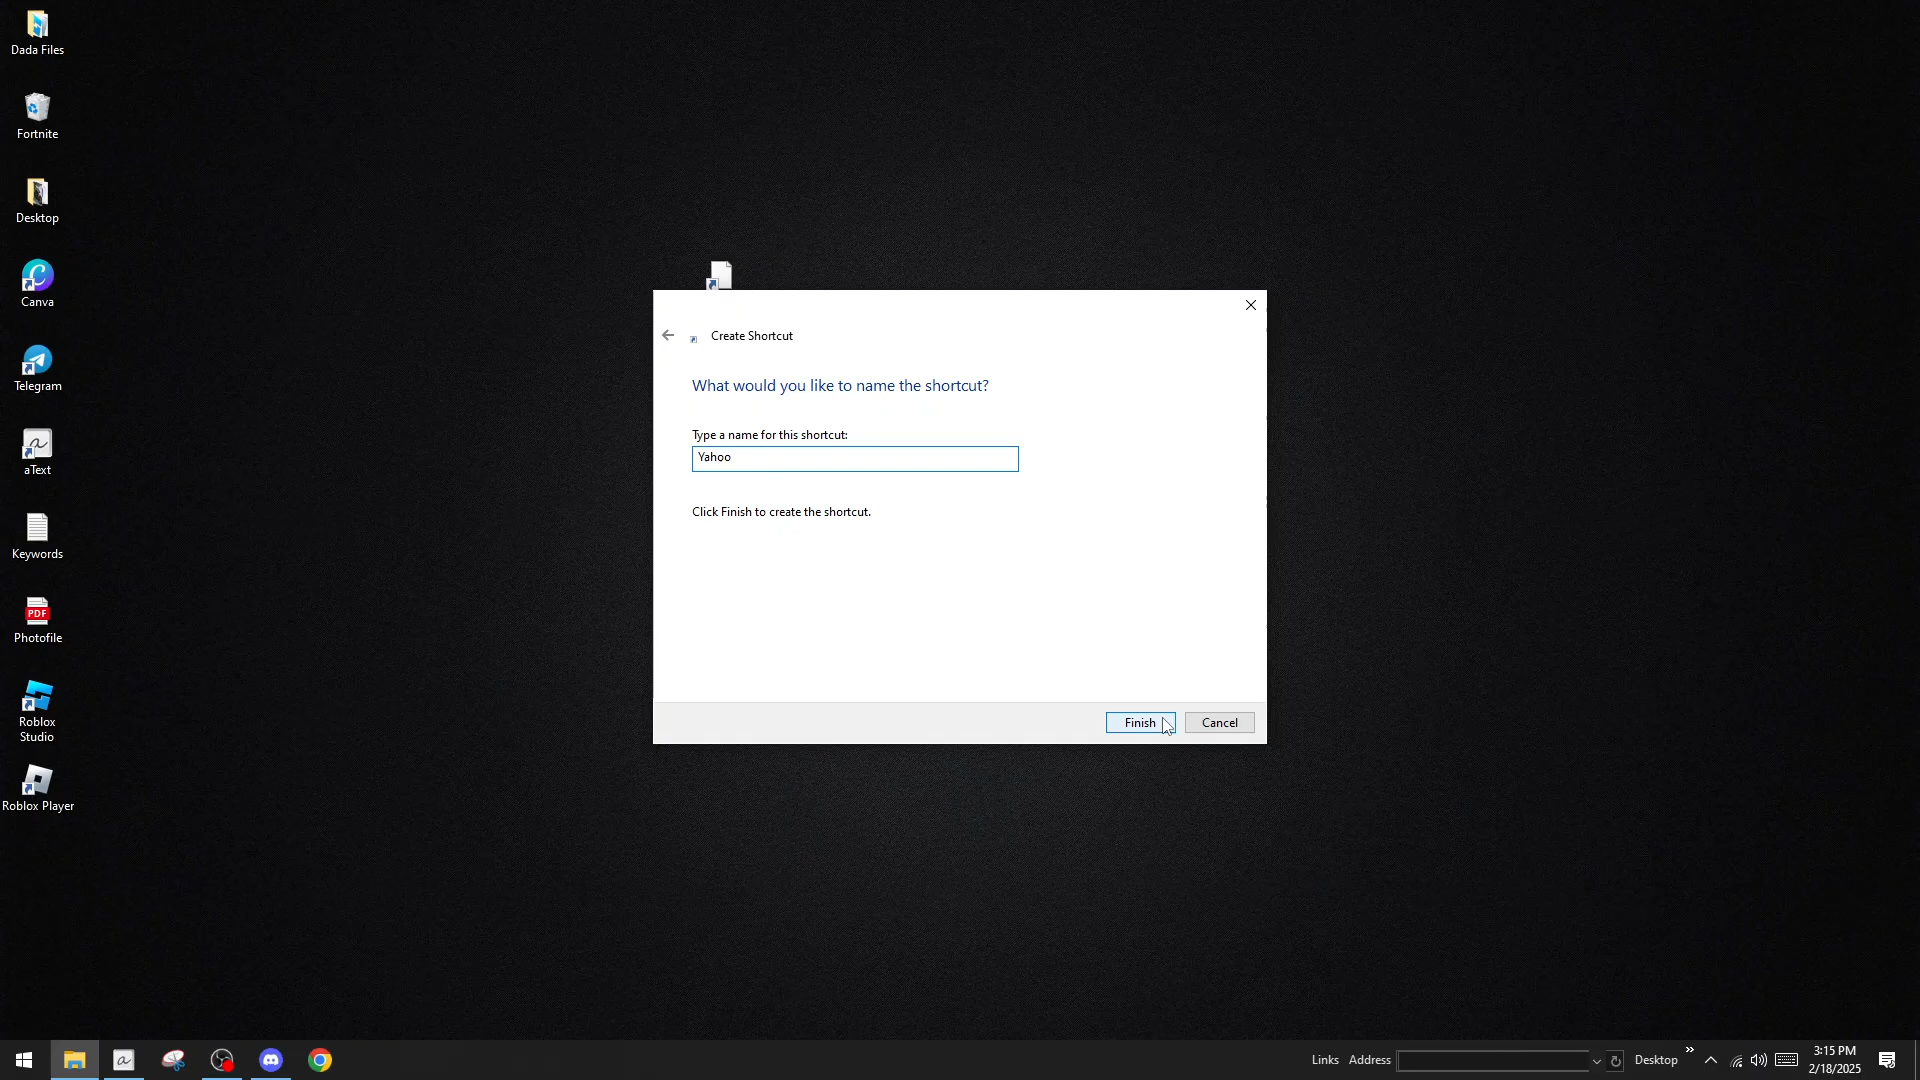 Dada Files
Fortnite
Desktop
Canva
Telegram
aText
Keywords
PDF
Photofile
Roblox
Studio
Roblox Player
Create Shortcut
What would you like to name the shortcut?
Type a name for this shortcut:
Yahoo
Click Finish to create the shortcut.
Finish
Cancel
Links
Address
Desktop
3:15 PM
2/18/2025